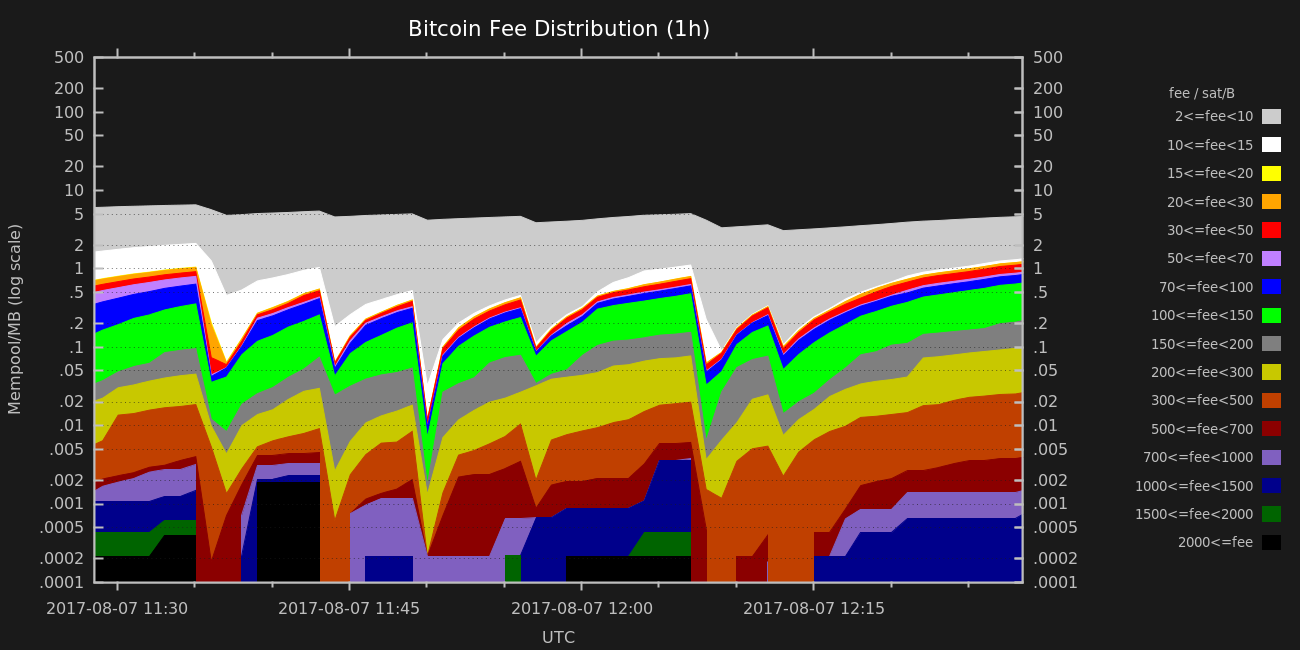 Bitcoin Fee Distribution (1h)
Mempool/MB (log scale)
500
200
100
50
20
10
5
2
1
.5
.2
.1
.05
.02
.01
.005
.002
.001
.0005
.0002
.0001
500
200
100
50
20
10
5
2
1
.5
.2
.1
.05
.02
.01
.005
.002
.001
.0005
.0002
.0001
2017-08-07 11:30 2017-08-07 11:45 2017-08-07 12:00 2017-08-07 12:15
UTC
fee / sat/B
2<=fee<10
10<=fee<15
15<=fee<20
20<=fee<30
30<=fee<50
50<=fee<70
70<=fee<100
100<=fee<150
150<=fee<200
200<=fee<300
300<=fee<500
500<=fee<700
700<=fee<1000
1000<=fee<1500
1500<=fee<2000
2000<=fee